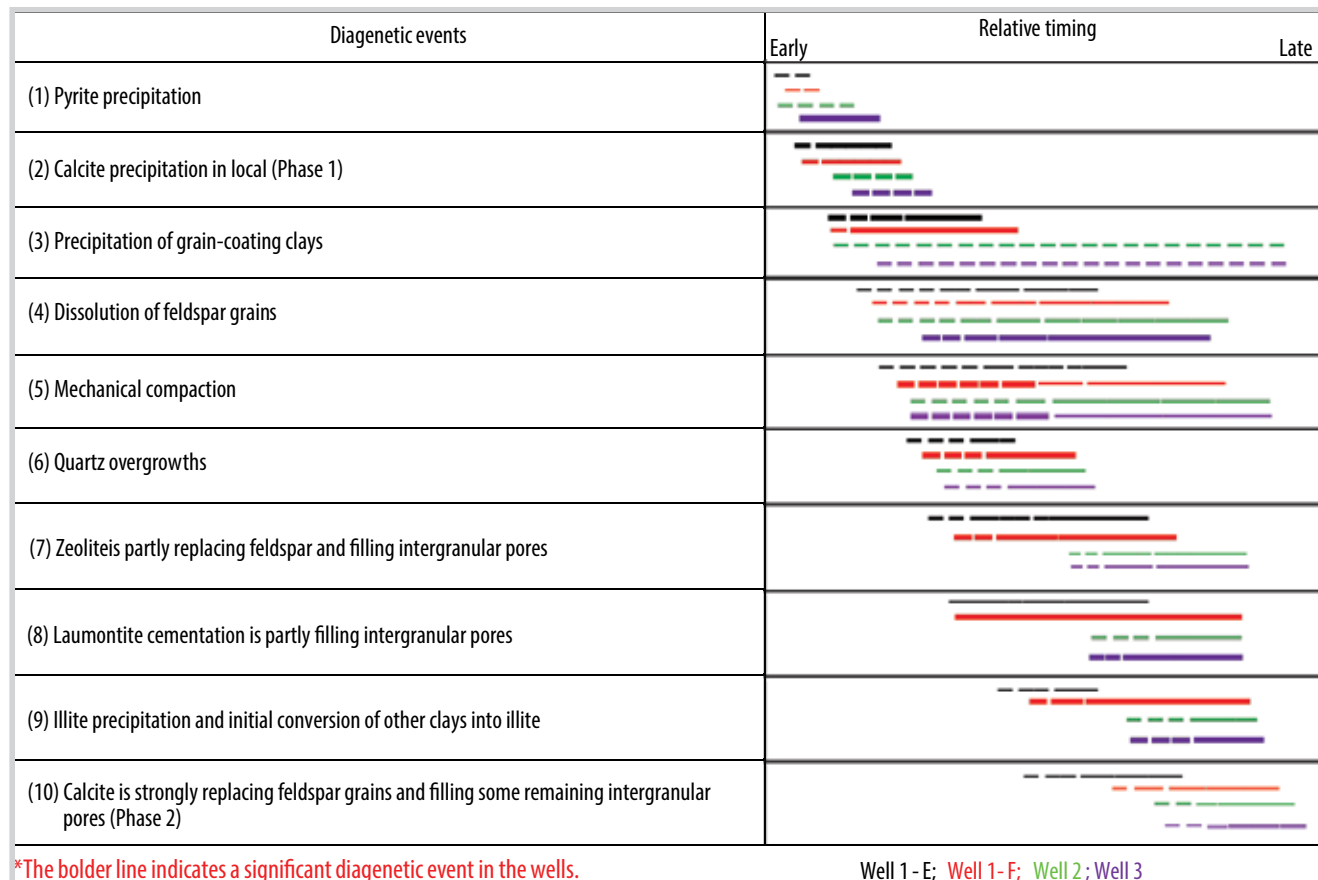 Diagenetic events
Relative timing
Early
Late
(1) Pyrite precipitation
(2) Calcite precipitation in local (Phase 1)
(3) Precipitation of grain-coating clays
(4) Dissolution of feldspar grains
(5) Mechanical compaction
(6) Quartz overgrowths
(7) Zeoliteis partly replacing feldspar and filling intergranular pores
(8) Laumontite cementation is partly filling intergranular pores
(9) Illite precipitation and initial conversion of other clays into illite
(10) Calcite is strongly replacing feldspar grains and filling some remaining intergranular
pores (Phase 2)
*The bolder line indicates a significant diagenetic event in the wells.
Well 1 - E; Well 1- F; Well 2 ; Well 3